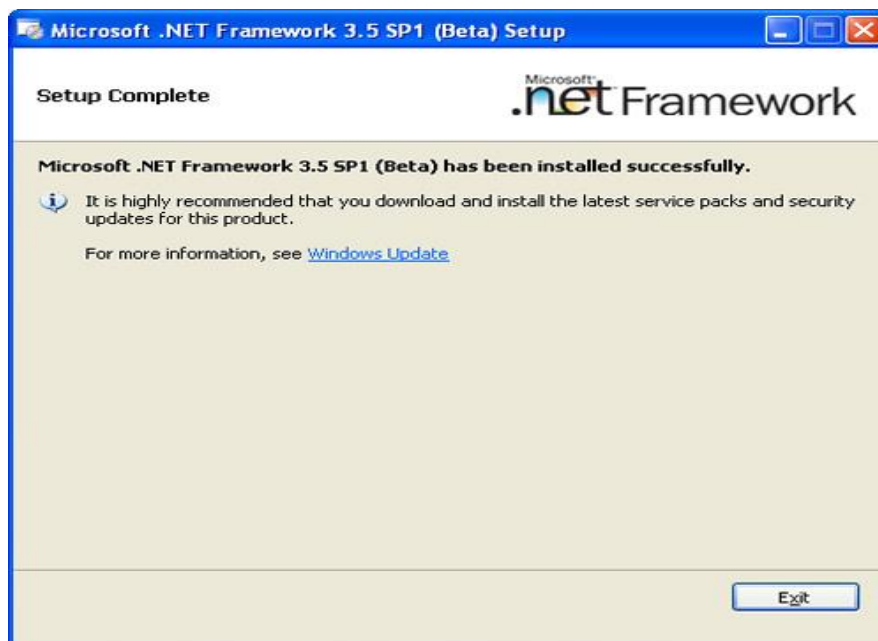 Microsoft .NET Framework 3.5 SP1 (Beta) Setup
Setup Complete
Microsoft
.net Framework
Microsoft .NET Framework 3.5 SP1 (Beta) has been installed successfully.
It is highly recommended that you download and install the latest service packs and security
updates for this product.
For more information, see Windows Update
Exit